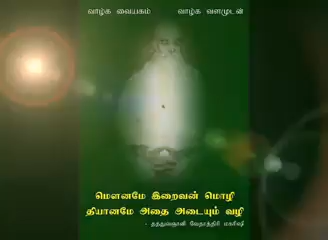 வாழ்க வையகம் வாழ்க வளமுடன்
மௌனமே இறைவன் மொழி
தியானமே அதை அடையும் வழி
- தத்துவஞானி வேதாத்திரி மகரிஷி